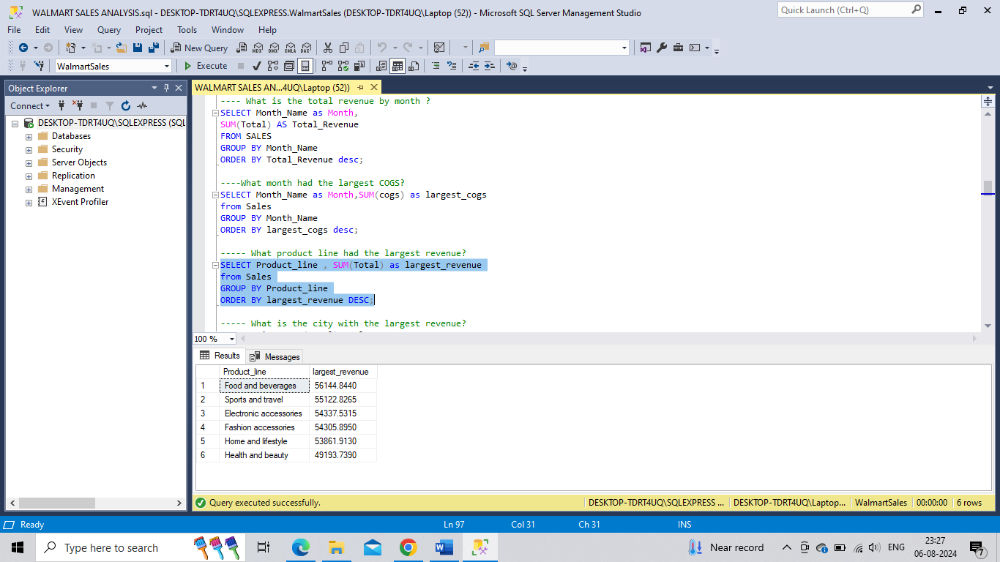 WALMART SALES ANALYSIS.sql - DESKTOP-TDRT4UQ\SQLEXPRESS.WalmartSales (DESKTOP-TDRT4UQ\Laptop (52)) - Microsoft SQL Server Management Studio
Quick Launch (Ctrl+Q)
File Edit View Query Project Tools Window Help
New Query MDX DMX XMLA DAX
WalmartSales Execute
Object Explorer
WALMART SALES AN...4UQ\Laptop (52))
Connect
DESKTOP-TDRT4UQ\SQLEXPRESS (SQL
Databases
Security
Server Objects
Replication
Management
XEvent Profiler
---- What is the total revenue by month ?
SELECT Month_Name as Month,
SUM(Total) AS Total_Revenue
FROM SALES
GROUP BY Month_Name
ORDER BY Total_Revenue desc;
----What month had the largest COGS?
SELECT Month_Name as Month,SUM(cogs) as largest_cogs
from Sales
GROUP BY Month_Name
ORDER BY largest_cogs desc;
----- What product line had the largest revenue?
SELECT Product_line , SUM(Total) as largest_revenue
from Sales
GROUP BY Product_line
ORDER BY largest_revenue DESC;
----- What is the city with the largest revenue?
100 %
Results Messages
Product_line largest_revenue
1 Food and beverages 56144.8440
2 Sports and travel 55122.8265
3 Electronic accessories 54337.5315
4 Fashion accessories 54305.8950
5 Home and lifestyle 53861.9130
6 Health and beauty 49193.7390
Query executed successfully. DESKTOP-TDRT4UQ\SQLEXPRESS ... DESKTOP-TDRT4UQ\Laptop... WalmartSales 00:00:00 6 rows
Ready Ln 97 Col 31 Ch 31 INS
Type here to search
Near record
ENG
23:27
06-08-2024
7